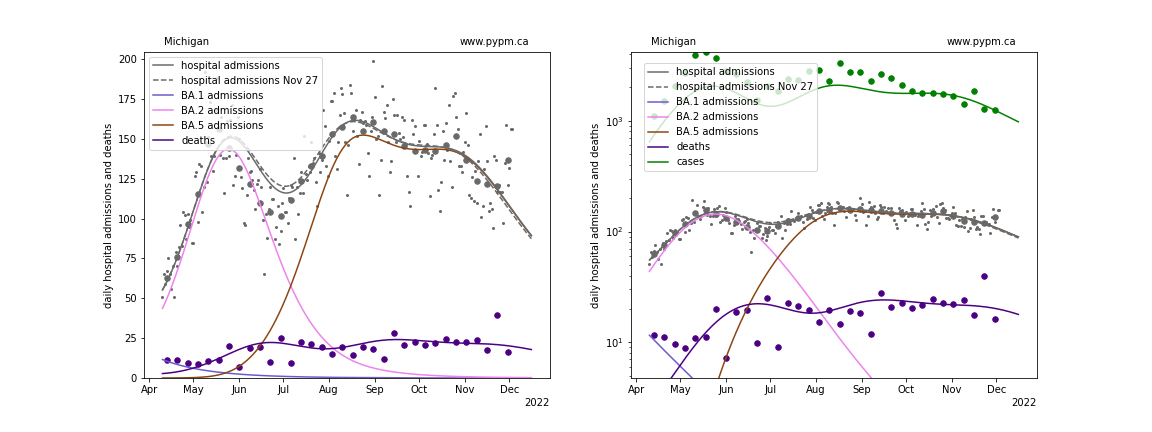 Michigan
www.pypm.ca
daily hospital admissions and deaths
200
175
150
125
100
75
50
25
0
hospital admissions
hospital admissions Nov 27
BA.1 admissions
BA.2 admissions
BA.5 admissions
deaths
Apr May Jun Jul Aug Sep Oct Nov Dec
2022
Michigan
www.pypm.ca
daily hospital admissions and deaths
10³
10²
10¹
hospital admissions
hospital admissions Nov 27
BA.1 admissions
BA.2 admissions
BA.5 admissions
deaths
cases
Apr May Jun Jul Aug Sep Oct Nov Dec
2022